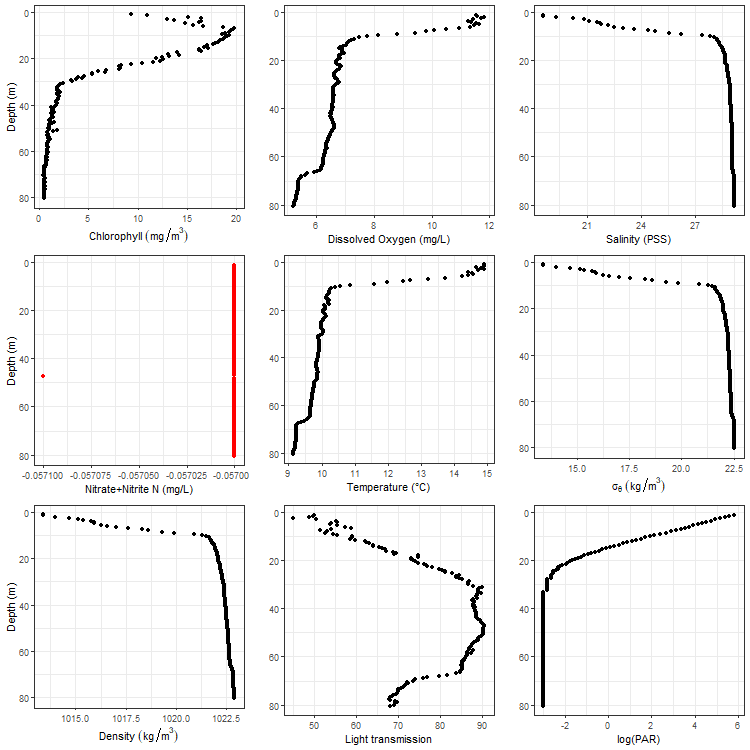 0
20
40
60
80
Depth (m)
0 5 10 15 20
Chlorophyll (mg/m³)
0
20
40
60
80
6 8 10 12
Dissolved Oxygen (mg/L)
0
20
40
60
80
21 24 27
Salinity (PSS)
0
20
40
60
80
Depth (m)
-0.057100 -0.057075 -0.057050 -0.057025 -0.05700
Nitrate+Nitrite N (mg/L)
0
20
40
60
80
9 10 11 12 13 14 15
Temperature (°C)
0
20
40
60
80
15.0 17.5 20.0 22.5
σθ (kg/m³)
0
20
40
60
80
Depth (m)
1015.0 1017.5 1020.0 1022.5
Density (kg/m³)
0
20
40
60
80
50 60 70 80 90
Light transmission
0
20
40
60
80
-2 0 2 4 6
log(PAR)